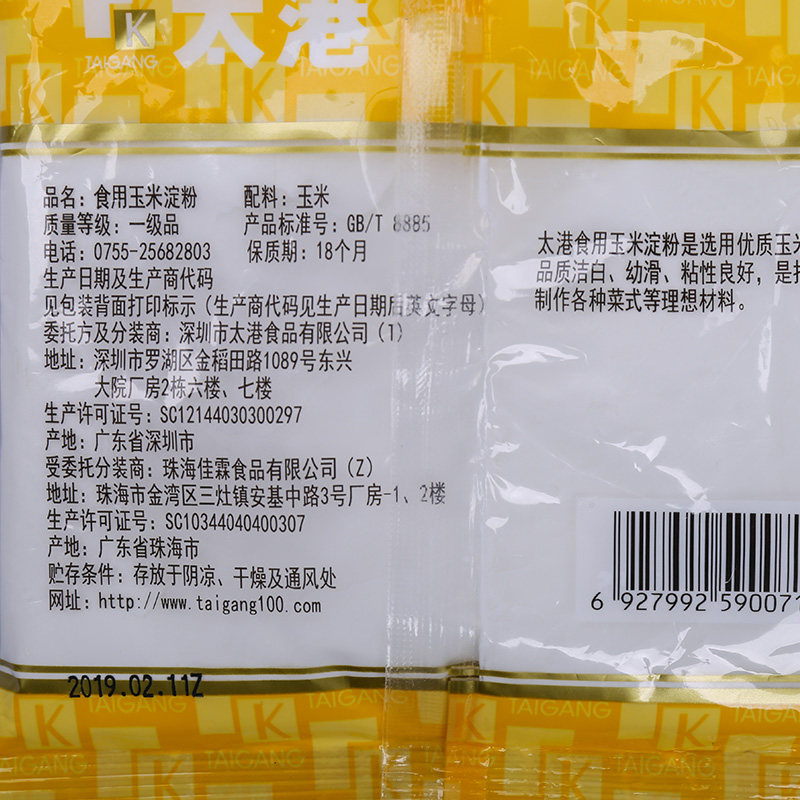 太港
K
TAIGANG
TAIGANG
TAIGANG
TAIGANG
品名：食用玉米淀粉 配料：玉米
质量等级：一级品 产品标准号：GB/T 8885
电话：0755-25682803 保质期：18个月
生产日期及生产商代码
见包装背面打印标示（生产商代码见生产日期后英文字母）
委托方及分装商：深圳市太港食品有限公司（1）
地址：深圳市罗湖区金稻田路1089号东兴
大院厂房2栋六楼、七楼
生产许可证号：SC12144030300297
产地：广东省深圳市
受委托分装商：珠海佳霖食品有限公司（Z）
地址：珠海市金湾区三灶镇安基中路3号厂房-1、2楼
生产许可证号：SC10344040400307
产地：广东省珠海市
贮存条件：存放于阴凉、干燥及通风处
网址：http://www.taigang100.com
太港食用玉米淀粉是选用优质玉米
品质洁白、幼滑、粘性良好，是
制作各种菜式等理想材料。
6 927992 59007
2019.02.11Z
K
TAIGANG
TAIGANG
K
TAIGANG
TAIGANG